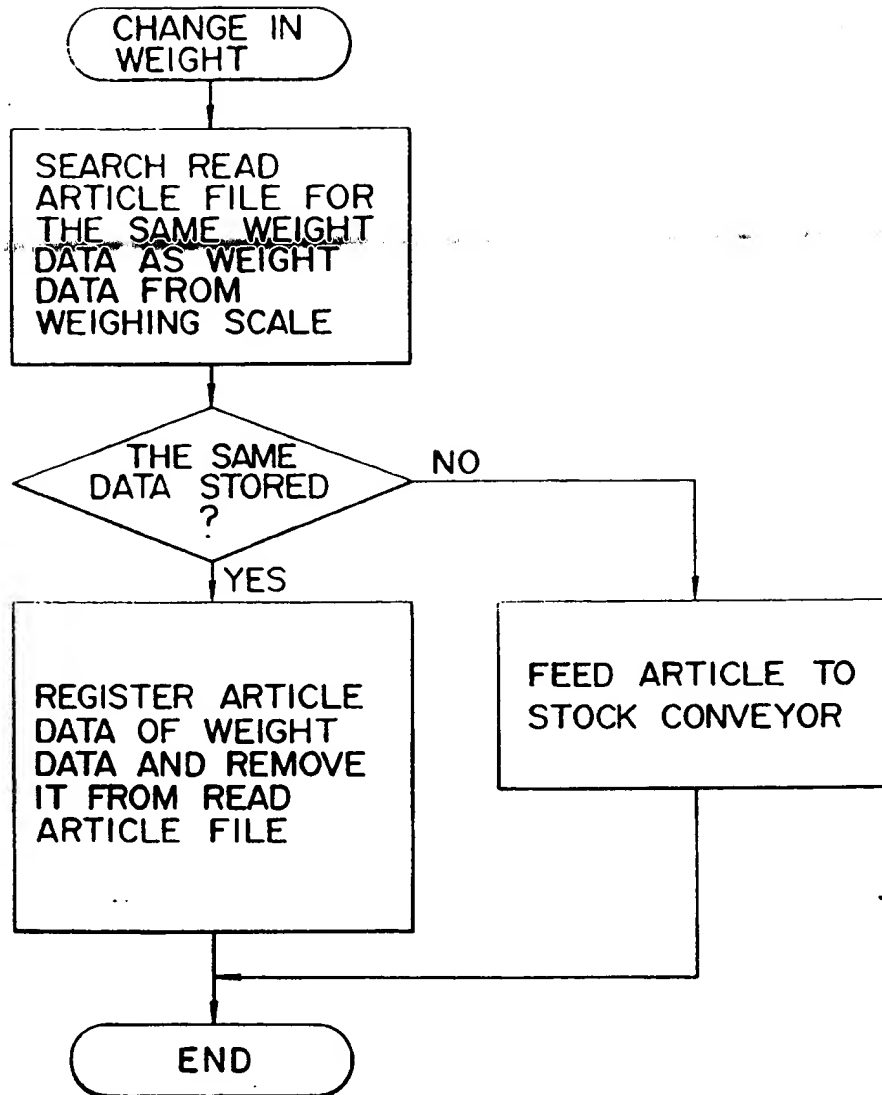 CHANGE IN
WEIGHT
SEARCH READ
ARTICLE FILE FOR
THE SAME WEIGHT
DATA AS WEIGHT
DATA FROM
WEIGHING SCALE
THE SAME
DATA STORED
?
NO
YES
REGISTER ARTICLE
DATA OF WEIGHT
DATA AND REMOVE
IT FROM READ
ARTICLE FILE
FEED ARTICLE TO
STOCK CONVEYOR
END